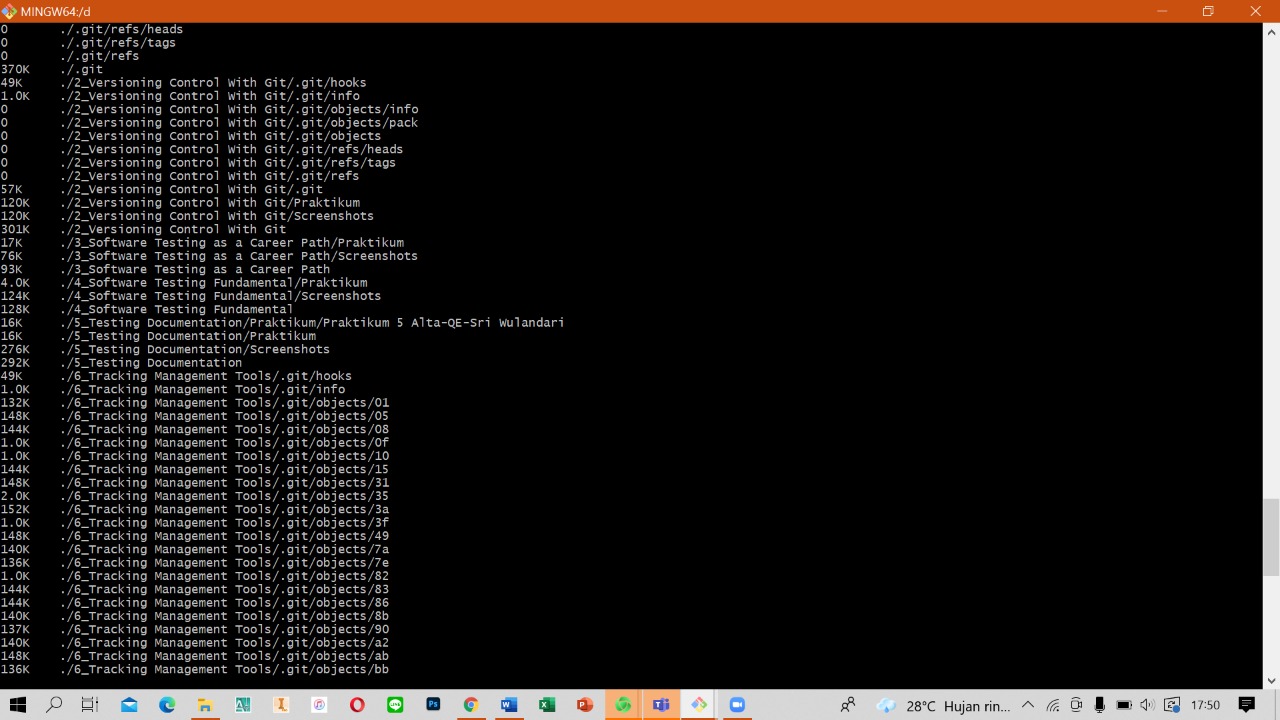 MINGW64:/d
0 ./.git/refs/heads
0 ./.git/refs/tags
0 ./.git/refs
370K ./.git
49K ./2_Versioning Control With Git/.git/hooks
1.0K ./2_Versioning Control With Git/.git/info
0 ./2_Versioning Control With Git/.git/objects/info
0 ./2_Versioning Control With Git/.git/objects/pack
0 ./2_Versioning Control With Git/.git/objects
0 ./2_Versioning Control With Git/.git/refs/heads
0 ./2_Versioning Control With Git/.git/refs/tags
0 ./2_Versioning Control With Git/.git/refs
57K ./2_Versioning Control With Git/.git
120K ./2_Versioning Control With Git/Praktikum
120K ./2_Versioning Control With Git/Screenshots
301K ./2_Versioning Control With Git
17K ./3_Software Testing as a Career Path/Praktikum
76K ./3_Software Testing as a Career Path/Screenshots
93K ./3_Software Testing as a Career Path
4.0K ./4_Software Testing Fundamental/Praktikum
124K ./4_Software Testing Fundamental/Screenshots
128K ./4_Software Testing Fundamental
16K ./5_Testing Documentation/Praktikum/Praktikum 5 Alta-QE-Sri Wulandari
16K ./5_Testing Documentation/Praktikum
276K ./5_Testing Documentation/Screenshots
292K ./5_Testing Documentation
49K ./6_Tracking Management Tools/.git/hooks
1.0K ./6_Tracking Management Tools/.git/info
132K ./6_Tracking Management Tools/.git/objects/01
148K ./6_Tracking Management Tools/.git/objects/05
144K ./6_Tracking Management Tools/.git/objects/08
1.0K ./6_Tracking Management Tools/.git/objects/0f
1.0K ./6_Tracking Management Tools/.git/objects/10
144K ./6_Tracking Management Tools/.git/objects/15
148K ./6_Tracking Management Tools/.git/objects/31
2.0K ./6_Tracking Management Tools/.git/objects/35
152K ./6_Tracking Management Tools/.git/objects/3a
1.0K ./6_Tracking Management Tools/.git/objects/3f
148K ./6_Tracking Management Tools/.git/objects/49
140K ./6_Tracking Management Tools/.git/objects/7a
136K ./6_Tracking Management Tools/.git/objects/7e
1.0K ./6_Tracking Management Tools/.git/objects/82
144K ./6_Tracking Management Tools/.git/objects/83
144K ./6_Tracking Management Tools/.git/objects/86
140K ./6_Tracking Management Tools/.git/objects/8b
137K ./6_Tracking Management Tools/.git/objects/90
140K ./6_Tracking Management Tools/.git/objects/a2
148K ./6_Tracking Management Tools/.git/objects/ab
136K ./6_Tracking Management Tools/.git/objects/bb
28°C Hujan rin... 17:50